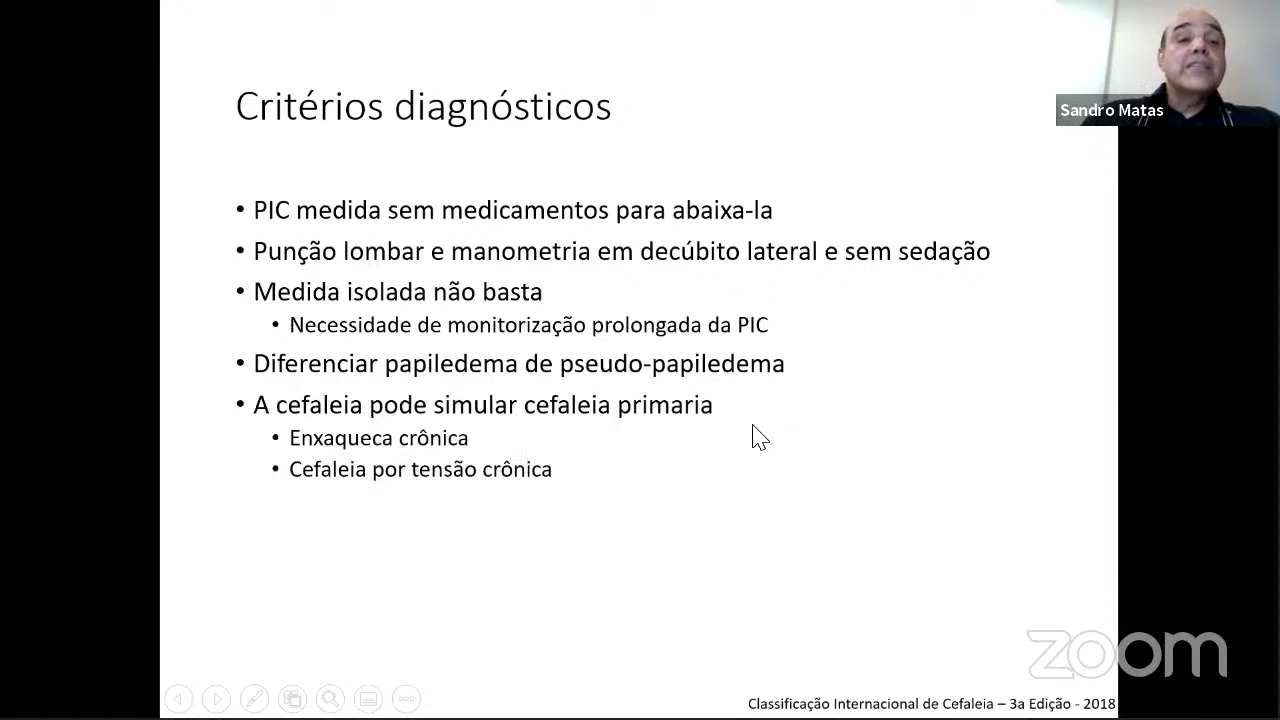 Critérios diagnósticos
Sandro Matas
• PIC medida sem medicamentos para abaixa-la
• Punção lombar e manometria em decúbito lateral e sem sedação
• Medida isolada não basta
• Necessidade de monitorização prolongada da PIC
• Diferenciar papiledema de pseudo-papiledema
• A cefaleia pode simular cefaleia primaria
• Enxaqueca crônica
• Cefaleia por tensão crônica
zoom
Classificação Internacional de Cefaleia – 3a Edição - 2018